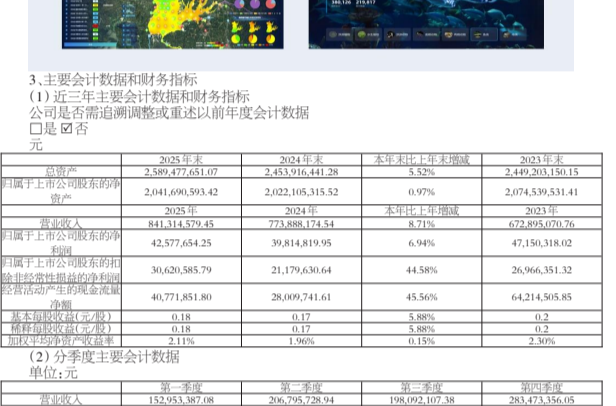 380,126 219,817
3、主要会计数据和财务指标
（1）近三年主要会计数据和财务指标
公司是否需追溯调整或重述以前年度会计数据
□是 ☑否
元
2025年末 2024年末 本年末比上年末增减 2023年末
总资产 2,589,477,651.07 2,453,916,441.28 5.52% 2,449,203,150.15
归属于上市公司股东的净
资产 2,041,690,593.42 2,022,105,315.52 0.97% 2,074,539,531.41
2025年 2024年 本年比上年增减 2023年
营业收入 841,314,579.45 773,888,174.54 8.71% 672,895,070.76
归属于上市公司股东的净
利润 42,577,654.25 39,814,819.95 6.94% 47,150,318.02
归属于上市公司股东的扣
除非经常性损益的净利润 30,620,585.79 21,179,630.64 44.58% 26,966,351.32
经营活动产生的现金流量
净额 40,771,851.80 28,009,741.61 45.56% 64,214,505.85
基本每股收益(元/股) 0.18 0.17 5.88% 0.2
稀释每股收益(元/股) 0.18 0.17 5.88% 0.2
加权平均净资产收益率 2.11% 1.96% 0.15% 2.30%
（2）分季度主要会计数据
单位:元
第一季度 第二季度 第三季度 第四季度
营业收入 152,953,387.08 206,795,728.94 198,092,107.38 283,473,356.05